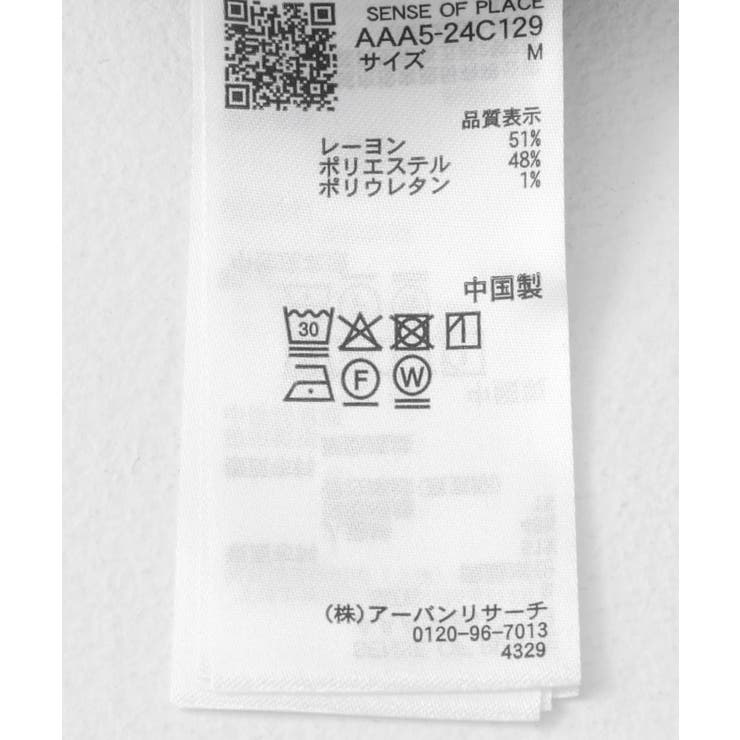 SENSE OF PLACE
AAA5-24C129
サイズ M
品質表示
レーヨン 51%
ポリエステル 48%
ポリウレタン 1%
中国製
30
F W
(株)アーバンリサーチ
0120-96-7013
4329